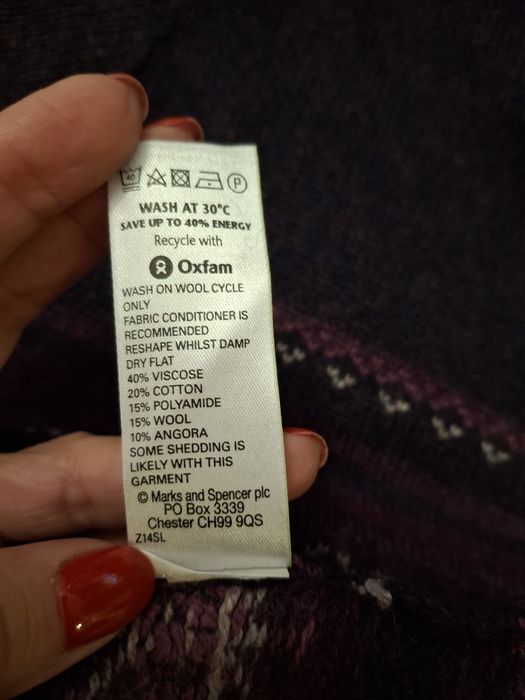 40 P
WASH AT 30°C
SAVE UP TO 40% ENERGY
Recycle with
Oxfam
WASH ON WOOL CYCLE
ONLY
FABRIC CONDITIONER IS
RECOMMENDED
RESHAPE WHILST DAMP
DRY FLAT
40% VISCOSE
20% COTTON
15% POLYAMIDE
15% WOOL
10% ANGORA
SOME SHEDDING IS
LIKELY WITH THIS
GARMENT
© Marks and Spencer plc
PO Box 3339
Chester CH99 9QS
Z14SL